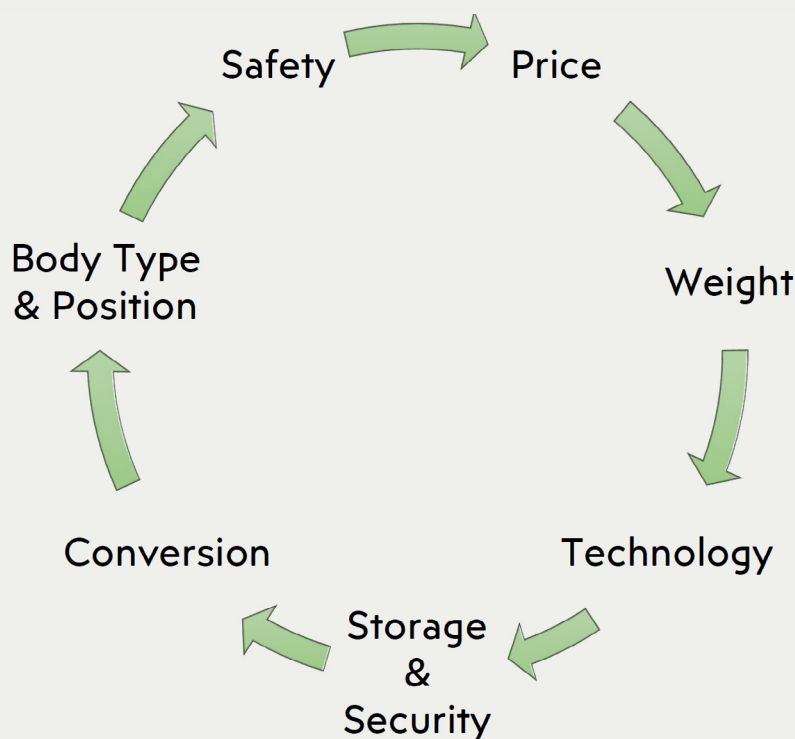 Safety
Price
Weight
Technology
Storage
&
Security
Conversion
Body Type
& Position